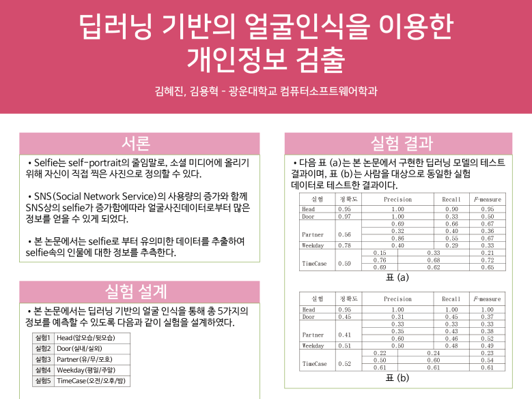 딥러닝 기반의 얼굴인식을 이용한
개인정보 검출
김혜진, 김용혁 - 광운대학교 컴퓨터소프트웨어학과
서론
• Selfie는 self-portrait의 줄임말로, 소셜 미디어에 올리기
위해 자신이 직접 찍은 사진으로 정의할 수 있다.
• SNS(Social Network Service)의 사용량의 증가와 함께
SNS상의 selfie가 증가함에따라 얼굴사진데이터로부터 많은
정보를 얻을 수 있게 되었다.
• 본 논문에서는 selfie로 부터 유의미한 데이터를 추출하여
selfie속의 인물에 대한 정보를 추측한다.
실험 설계
• 본 논문에서는 딥러닝 기반의 얼굴 인식을 통해 총 5가지의
정보를 예측할 수 있도록 다음과 같이 실험을 설계하였다.
실험1 Head(앞모습/뒷모습)
실험2 Door(실내/실외)
실험3 Partner(유/무/보호)
실험4 Weekday(평일/주말)
실험5 TimeCase(오전/오후/밤)
실험 결과
• 다음 표 (a)는 본 논문에서 구현한 딥러닝 모델의 테스트
결과이며, 표 (b)는 사람을 대상으로 동일한 실험
데이터로 테스트한 결과이다.
실험 정확도 Precision Recall F-measure
Head 0.95 1.00 0.90 0.95
Door 0.97 1.00 0.33 0.50
0.69 0.66 0.67
Partner 0.56 0.32 0.40 0.36
0.86 0.55 0.67
Weekday 0.78 0.40 0.29 0.33
0.15 0.33 0.21
TimeCase 0.59 0.76 0.68 0.72
0.69 0.62 0.65
표 (a)
실험 정확도 Precision Recall F-measure
Head 0.95 1.00 1.00 1.00
Door 0.45 0.31 0.45 0.37
0.33 0.33 0.33
Partner 0.41 0.35 0.43 0.38
0.60 0.46 0.52
Weekday 0.51 0.50 0.48 0.49
0.22 0.24 0.23
TimeCase 0.52 0.50 0.60 0.54
0.61 0.61 0.61
표 (b)